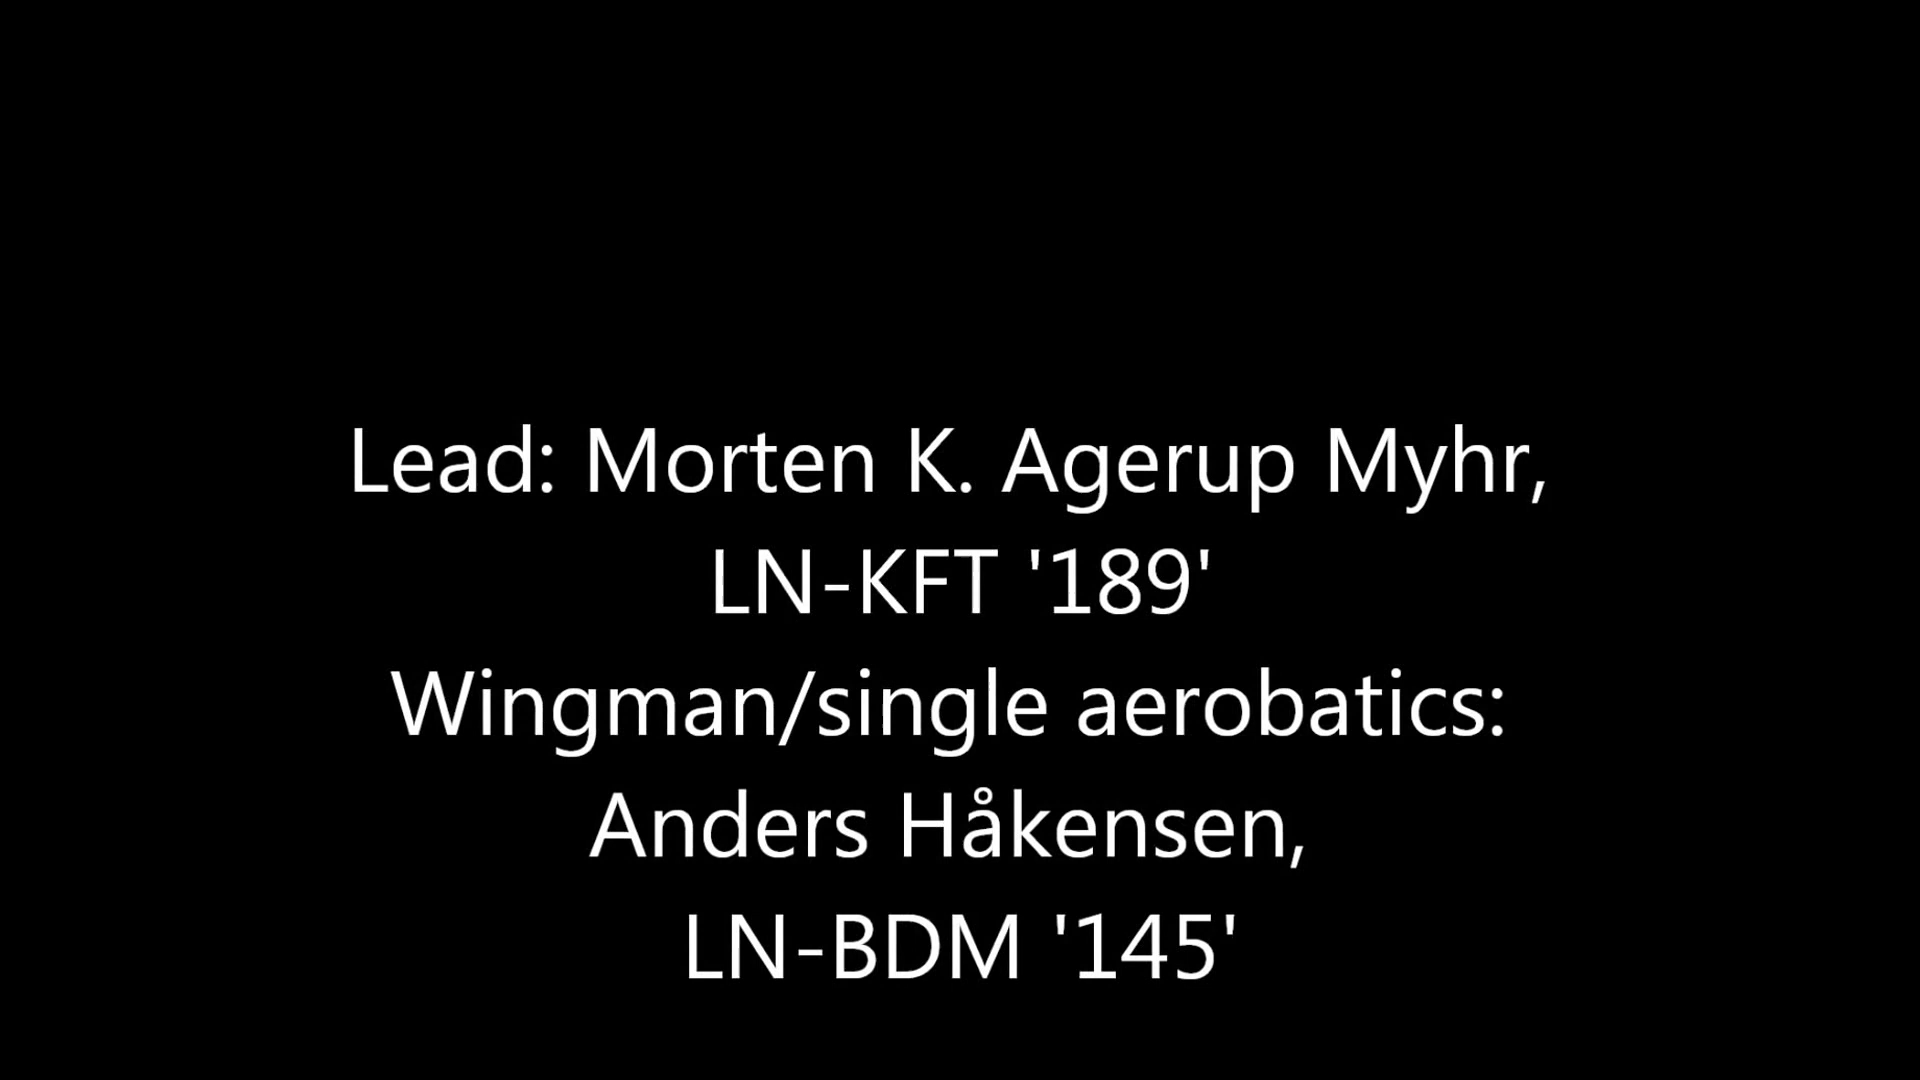 Lead: Morten K. Agerup Myhr,
LN-KFT '189'
Wingman/single aerobatics:
Anders Håkensen,
LN-BDM '145'